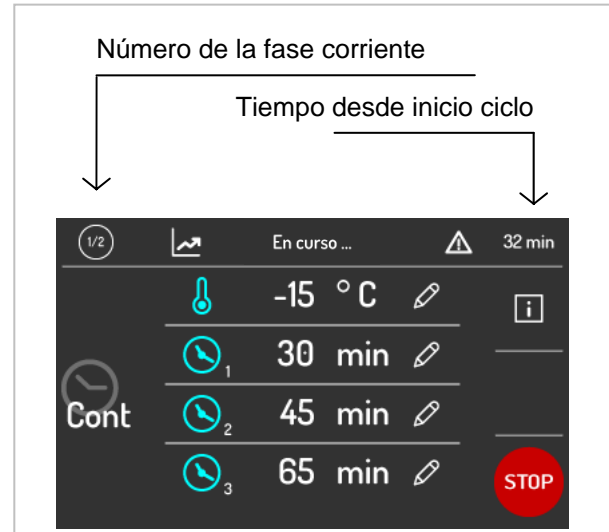 Número de la fase corriente
Tiempo desde inicio ciclo
1/2 En curso ... 32 min
-15 °C
i
1 30 min
Cont
2 45 min
3 65 min
STOP